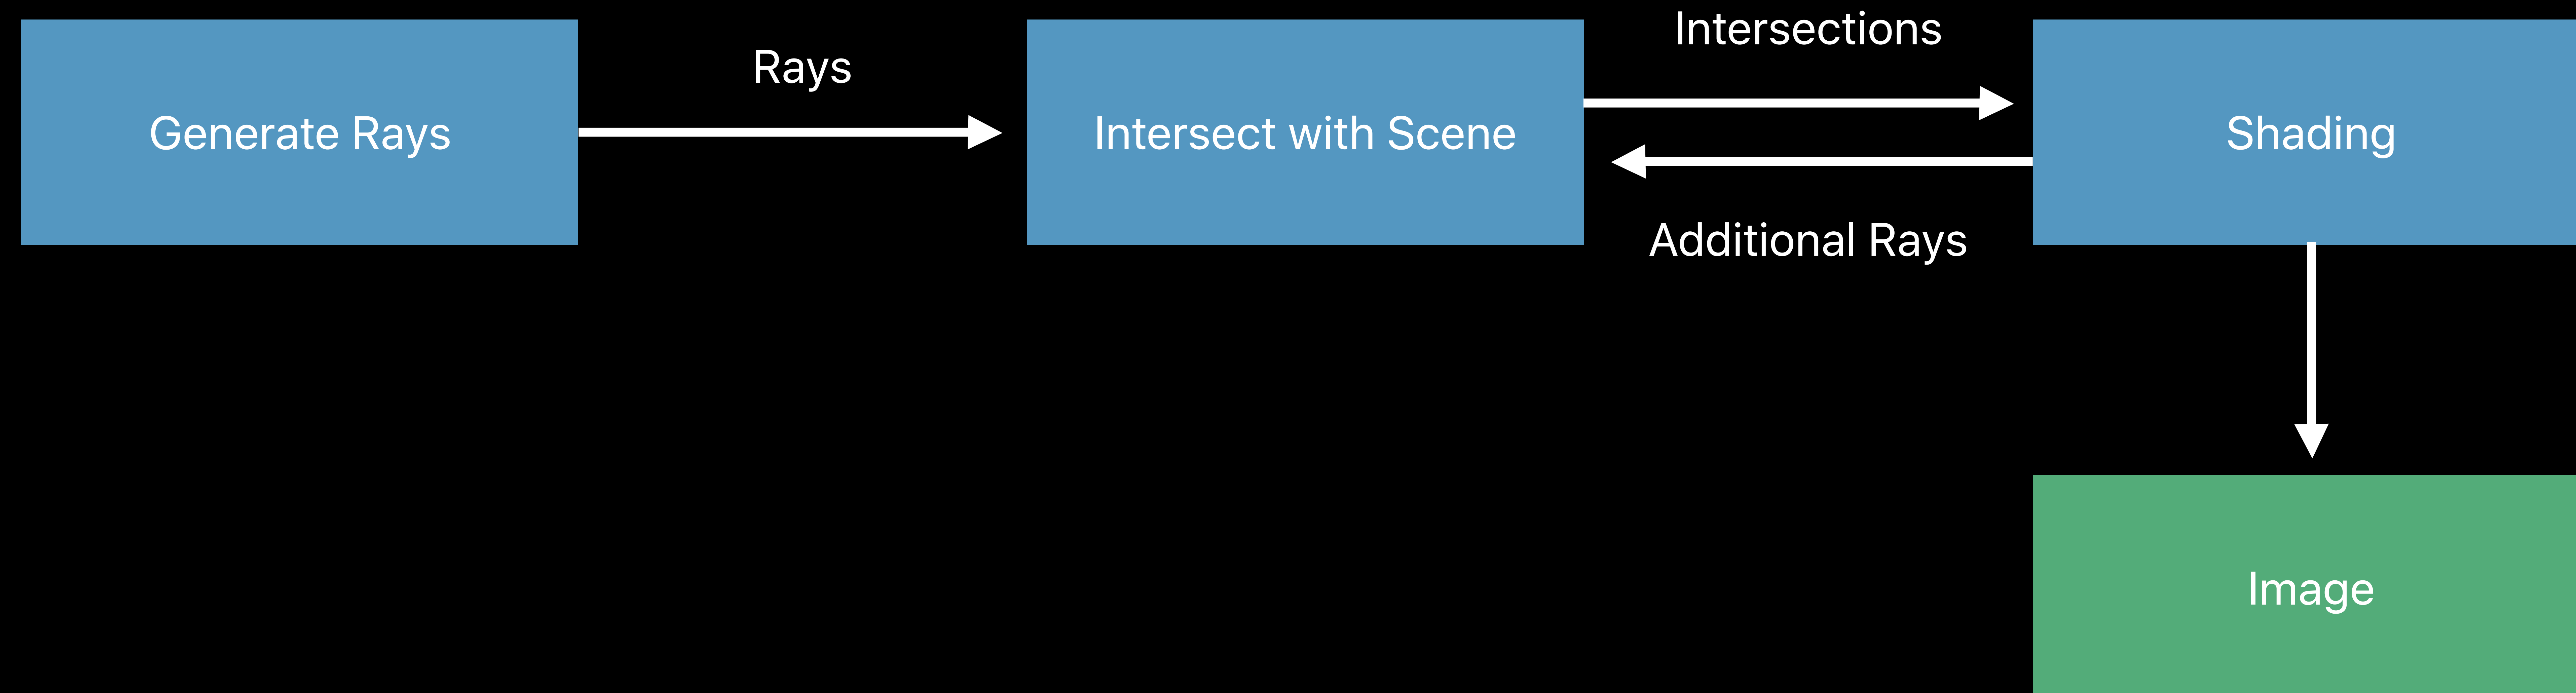 Generate Rays
Rays
Intersect with Scene
Intersections
Additional Rays
Shading
Image